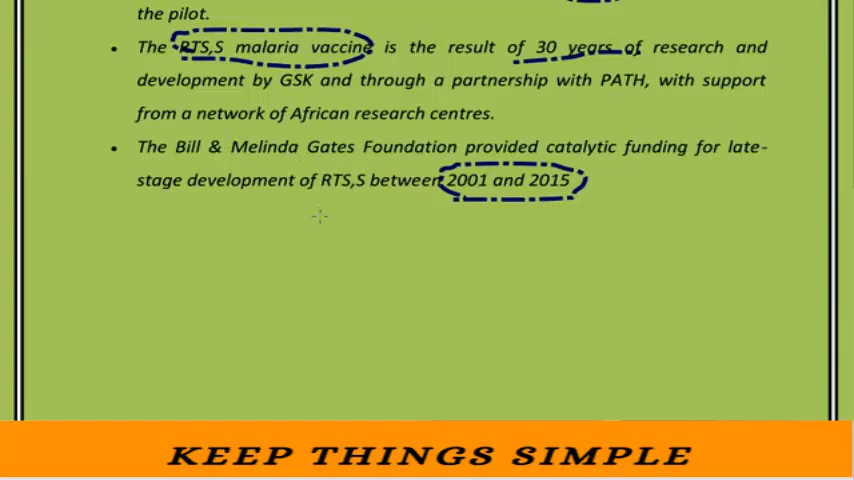 the pilot.
• The RTS,S malaria vaccine is the result of 30 years of research and
development by GSK and through a partnership with PATH, with support
from a network of African research centres.
• The Bill & Melinda Gates Foundation provided catalytic funding for late-
stage development of RTS,S between 2001 and 2015
KEEP THINGS SIMPLE